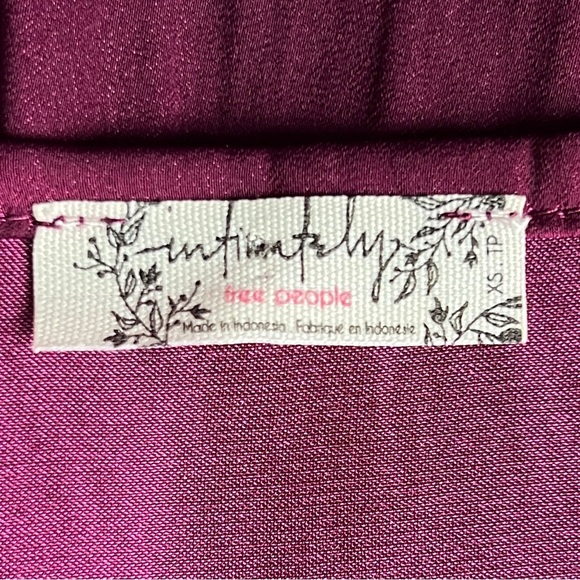 intimately
free people
Made in Indonesia Fabriqué en Indonésie
XS TP